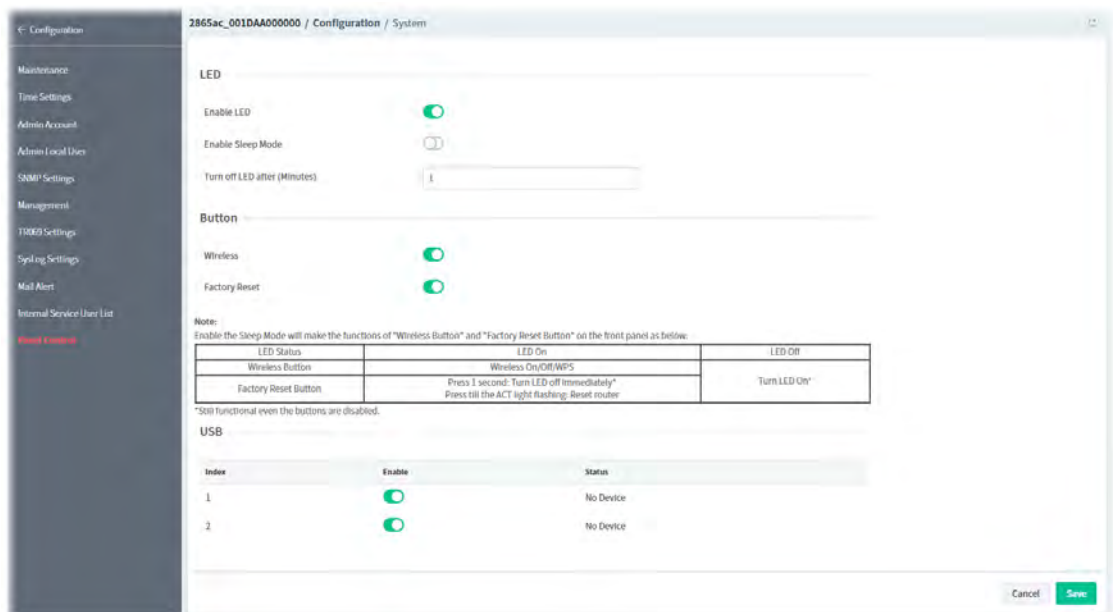 ← Configuration
2865ac_001DAA000000 / Configuration / System
Maintenance
Time Settings
Admin Account
Admin Local User
SNMP Settings
Management
TR069 Settings
SysLog Settings
Mail Alert
Internal Service User List
Panel Control
LED
Enable LED
Enable Sleep Mode
Turn off LED after (Minutes) 1
Button
Wireless
Factory Reset
Note:
Enable the Sleep Mode will make the functions of "Wireless Button" and "Factory Reset Button" on the front panel as below:
LED Status LED On LED Off
Wireless Button Wireless On/Off/WPS
Factory Reset Button Press 1 second: Turn LED off immediately*
Press till the ACT light flashing: Reset router
Turn LED On*
*Still functional even the buttons are disabled.
USB
Index Enable Status
1 No Device
2 No Device
Cancel Save